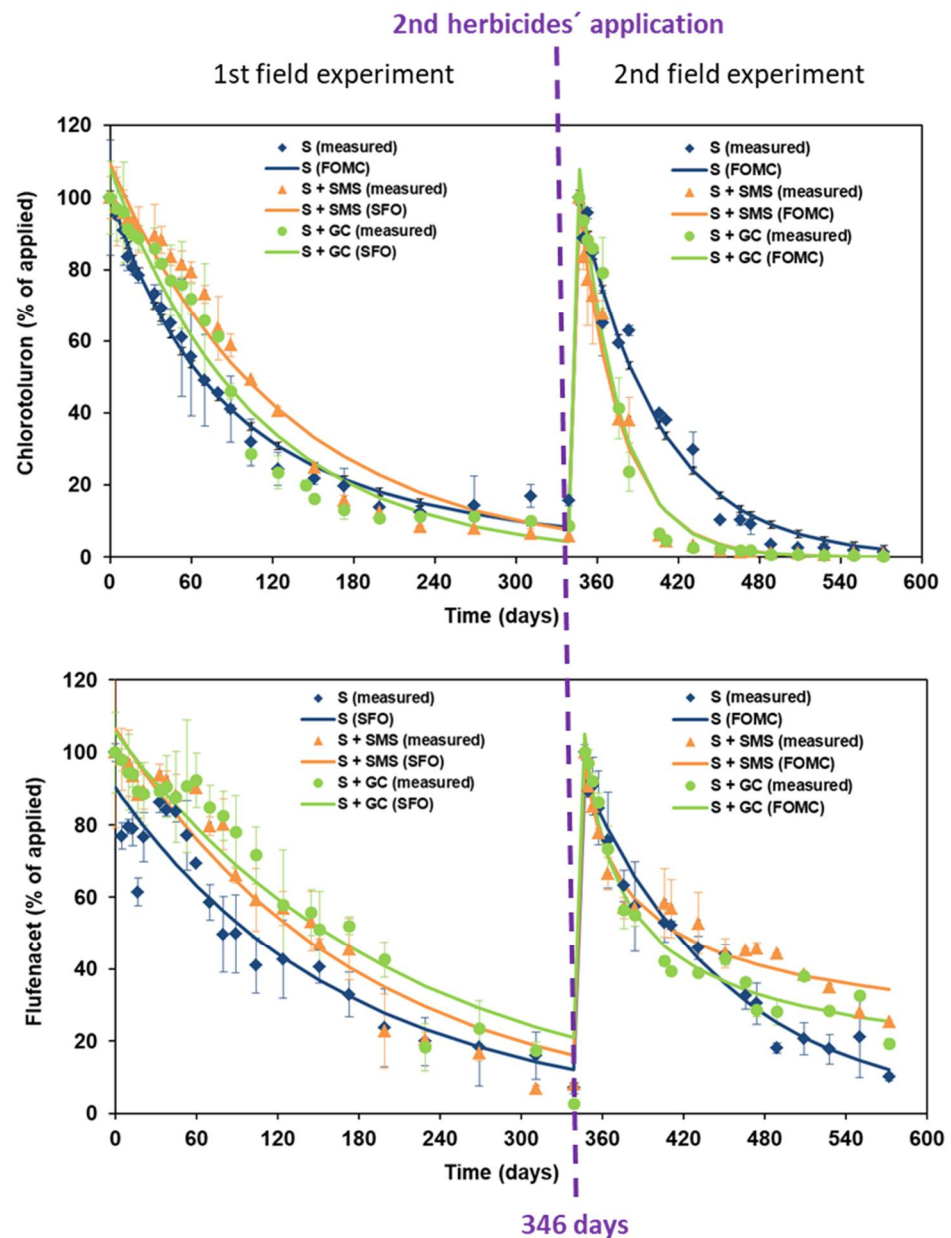 2nd herbicides´ application
1st field experiment
2nd field experiment
120
100
80
60
40
20
0
Chlorotoluron (% of applied)
S (measured)
S (FOMC)
S + SMS (measured)
S + SMS (SFO)
S + GC (measured)
S + GC (SFO)
S (measured)
S (FOMC)
S + SMS (measured)
S + SMS (FOMC)
S + GC (measured)
S + GC (FOMC)
0 60 120 180 240 300 360 430 480 540 600
Time (days)
120
100
80
60
40
20
0
Flufenacet (% of applied)
S (measured)
S (SFO)
S + SMS (measured)
S + SMS (SFO)
S + GC (measured)
S + GC (SFO)
S (measured)
S (FOMC)
S + SMS (measured)
S + SMS (FOMC)
S + GC (measured)
S + GC (FOMC)
0 60 120 180 240 300 360 420 480 540 600
Time (days)
346 days